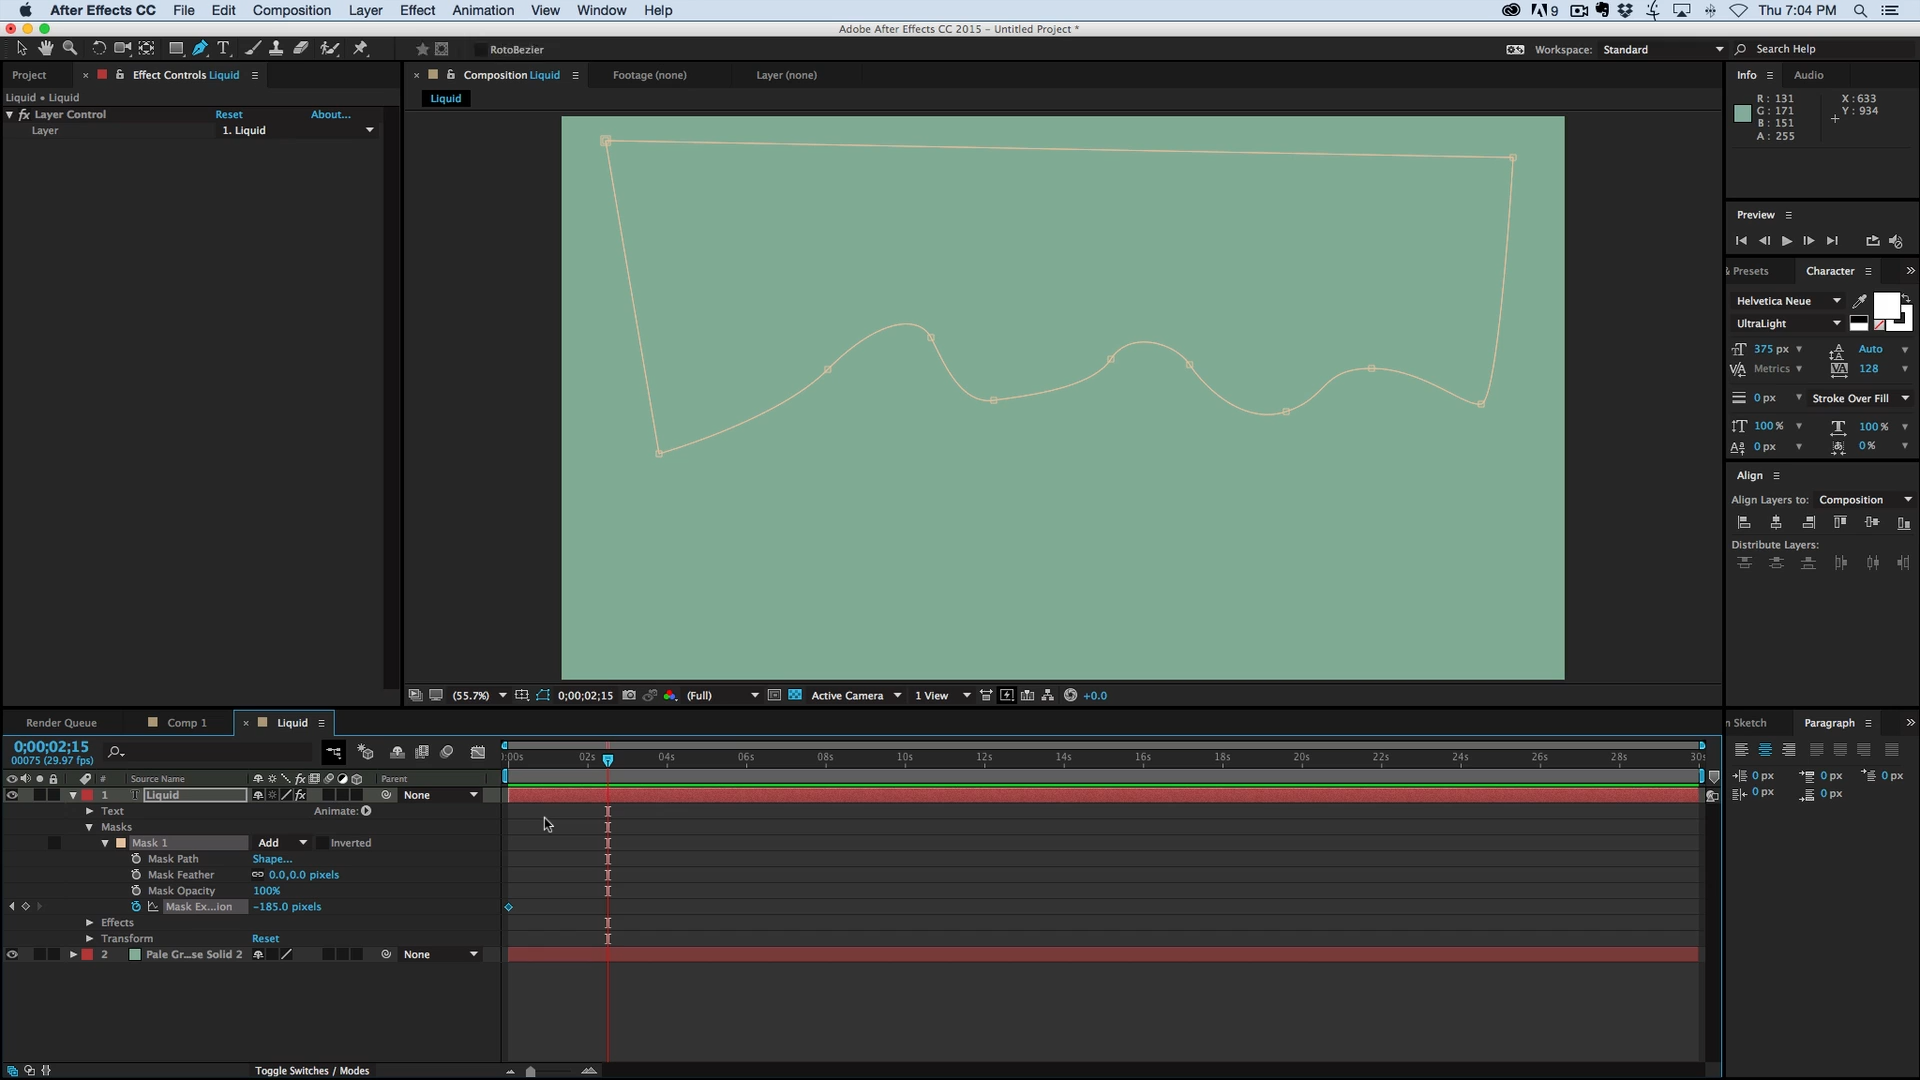 After Effects CC File Edit Composition Layer Effect Animation View Window Help 9 Thu 7:04 PM
Adobe After Effects CC 2015 - Untitled Project *
RotoBezier Workspace: Standard Search Help
Project Effect Controls Liquid Composition Liquid Footage (none) Layer (none) Info Audio
Liquid • Liquid
Liquid
fx Layer Control Reset About...
Layer 1. Liquid
R: 131 X: 633
G: 171 Y: 934
B: 151
A: 255
Preview
& Presets Character
Helvetica Neue
UltraLight
375 px Auto
Metrics 128
0 px Stroke Over Fill
100 % 100 %
0 px 0 %
Align
Align Layers to: Composition
Distribute Layers:
(55.7%) 0;00;02;15 (Full) Active Camera 1 View +0.0
Render Queue Comp 1 Liquid n Sketch Paragraph
0;00;02;15
00075 (29.97 fps)
:00s 02s 04s 06s 08s 10s 12s 14s 16s 18s 20s 22s 24s 26s 28s 30s
# Source Name fx Parent
1 T Liquid fx None
Text Animate:
Masks
Mask 1 Add Inverted
Mask Path Shape...
Mask Feather 0.0,0.0 pixels
Mask Opacity 100%
Mask Ex...ion -185.0 pixels
Effects
Transform Reset
2 Pale Gr...se Solid 2 None
0 px 0 px 0 px
0 px 0 px
Toggle Switches / Modes